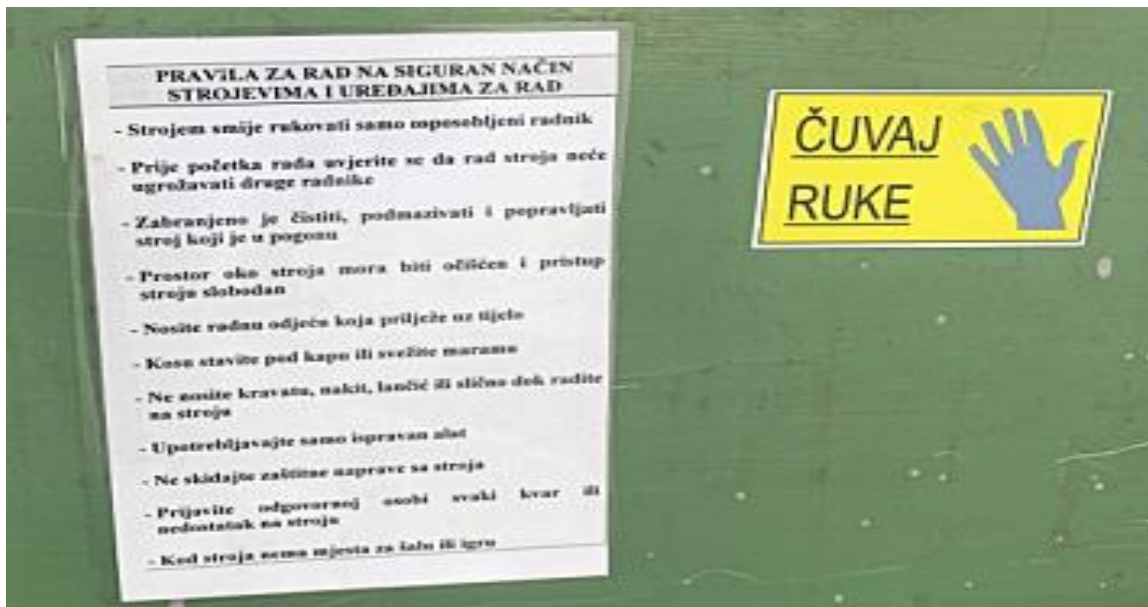 PRAVILA ZA RAD NA SIGURAN NAČIN
STROJEVIMA I UREĐAJIMA ZA RAD
- Strojem smije rukovati samo osposobljeni radnik
- Prije početka rada uvjerite se da rad stroja neće
ugrožavati druge radnike
- Zabranjeno je čistiti, podmazivati i popravljati
stroj koji je u pogonu
- Prostor oko stroja mora biti očišćen i pristup
stroju slobodan
- Nosite radnu odjeću koja priliježe uz tijelo
- Kosu stavite pod kapu ili svežite maramu
- Ne nosite kravatu, nakit, lančić ili slično dok radite
na stroju
- Upotrebljavajte samo ispravan alat
- Ne skidajte zaštitne naprave sa stroja
- Prijavite odgovornoj osobi svaki kvar ili
nedostatak na stroju
- Kod stroja nema mjesta za šalu ili igru
ČUVAJ
RUKE